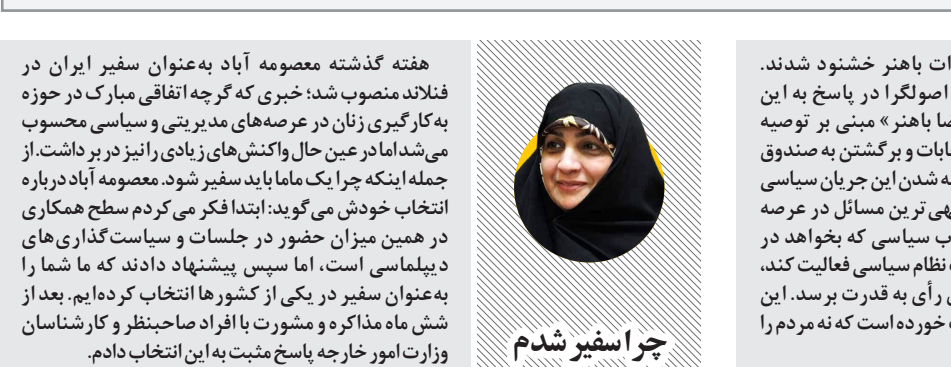 هفته گذشته معصومه آباد به‌عنوان سفیر ایران در
فنلاند منصوب شد؛ خبری که گرچه اتفاقی مبارک در حوزه
به‌کارگیری زنان در عرصه‌های مدیریتی و سیاسی محسوب
می‌شد اما در عین حال واکنش‌های زیادی را نیز در بر داشت. از
جمله اینکه چرا یک ماما باید سفیر شود. معصومه آباد درباره
انتخاب خودش می‌گوید: ابتدا فکر می‌کردم سطح همکاری
در همین میزان حضور در جلسات و سیاست‌گذاری‌های
دیپلماسی است، اما سپس پیشنهاد دادند که ما شما را
به‌عنوان سفیر در یکی از کشورها انتخاب کرده‌ایم. بعد از
شش ماه مذاکره و مشورت با افراد صاحبنظر و کارشناسان
وزارت امور خارجه پاسخ مثبت به این انتخاب دادم.
چرا سفیر شدم
ات باهنر خشنود شدند.
اصولگرا در پاسخ به این
ضا باهنر» مبنی بر توصیه
خابات و برگشتن به صندوق
ه شدن این جریان سیاسی
هی‌ترین مسائل در عرصه
ب سیاسی که بخواهد در
نظام سیاسی فعالیت کند،
رأی به قدرت برسد. این
خورده است که نه مردم را